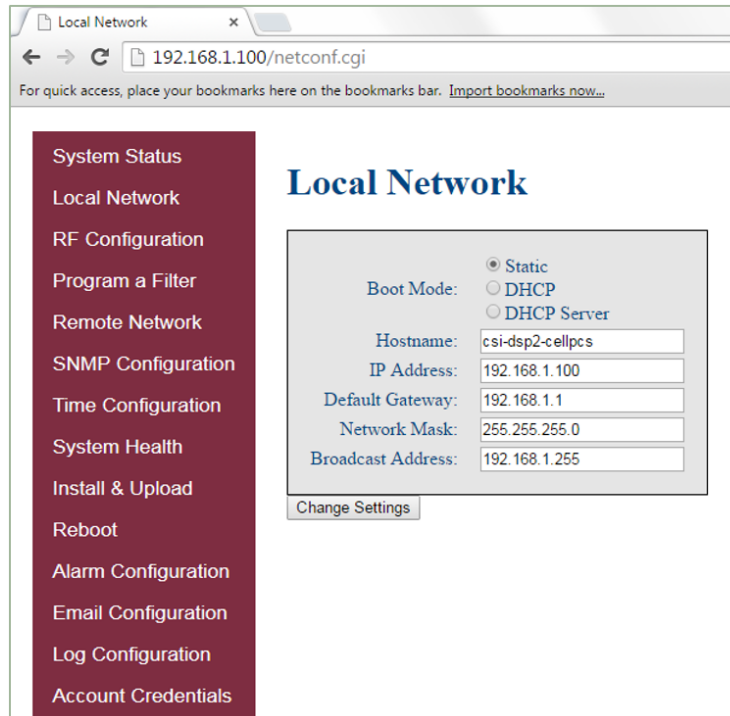 Local Network
192.168.1.100/netconf.cgi
For quick access, place your bookmarks here on the bookmarks bar. Import bookmarks now...
System Status
Local Network
RF Configuration
Program a Filter
Remote Network
SNMP Configuration
Time Configuration
System Health
Install & Upload
Reboot
Alarm Configuration
Email Configuration
Log Configuration
Account Credentials
Local Network
Boot Mode:
Static
DHCP
DHCP Server
Hostname: csi-dsp2-cellpcs
IP Address: 192.168.1.100
Default Gateway: 192.168.1.1
Network Mask: 255.255.255.0
Broadcast Address: 192.168.1.255
Change Settings